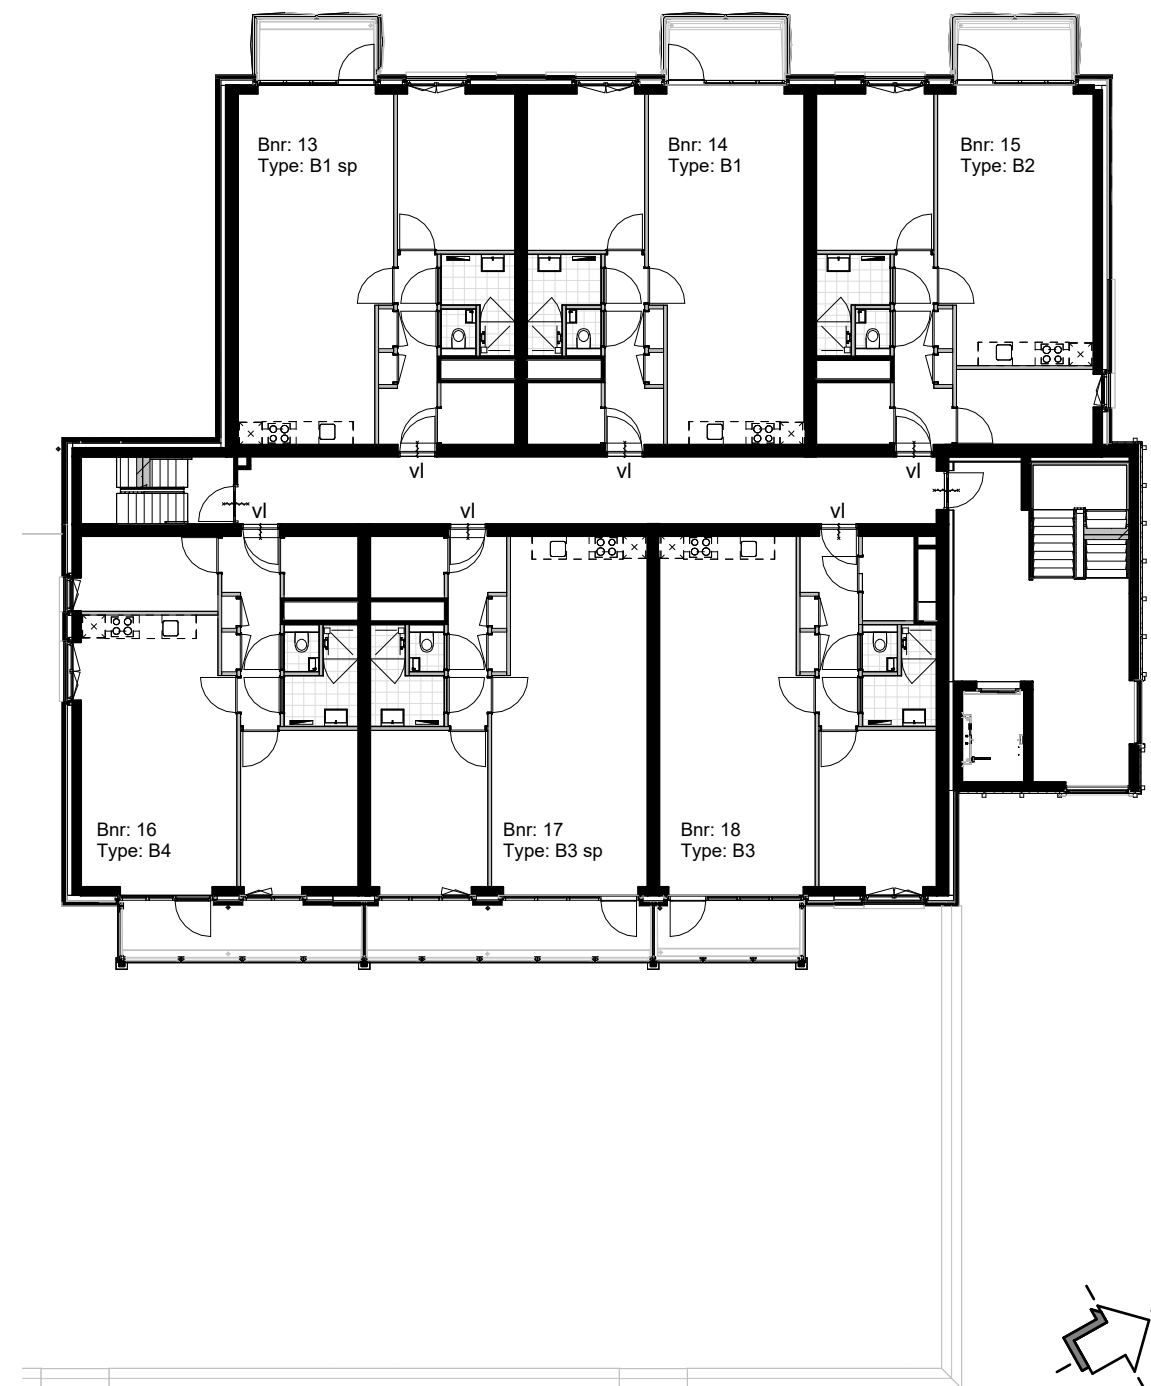 Bnr: 13
Type: B1 sp
Bnr: 14
Type: B1
Bnr: 15
Type: B2
vl
vl
vl
vl
vl
vl
Bnr: 16
Type: B4
Bnr: 17
Type: B3 sp
Bnr: 18
Type: B3